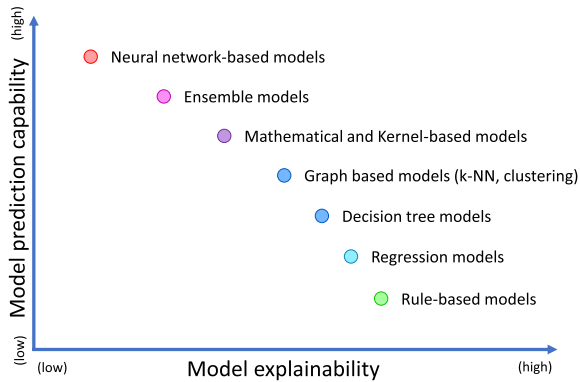 (high)
Model prediction capability
(low)
Neural network-based models
Ensemble models
Mathematical and Kernel-based models
Graph based models (k-NN, clustering)
Decision tree models
Regression models
Rule-based models
(low)
Model explainability
(high)